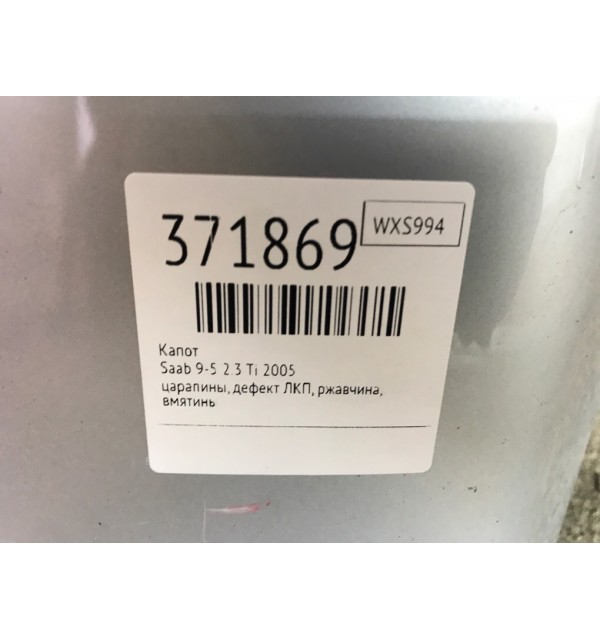 371869
WXS994
Капот
Saab 9-5 2.3 Ti 2005
царапины, дефект ЛКП, ржавчина,
вмятинь